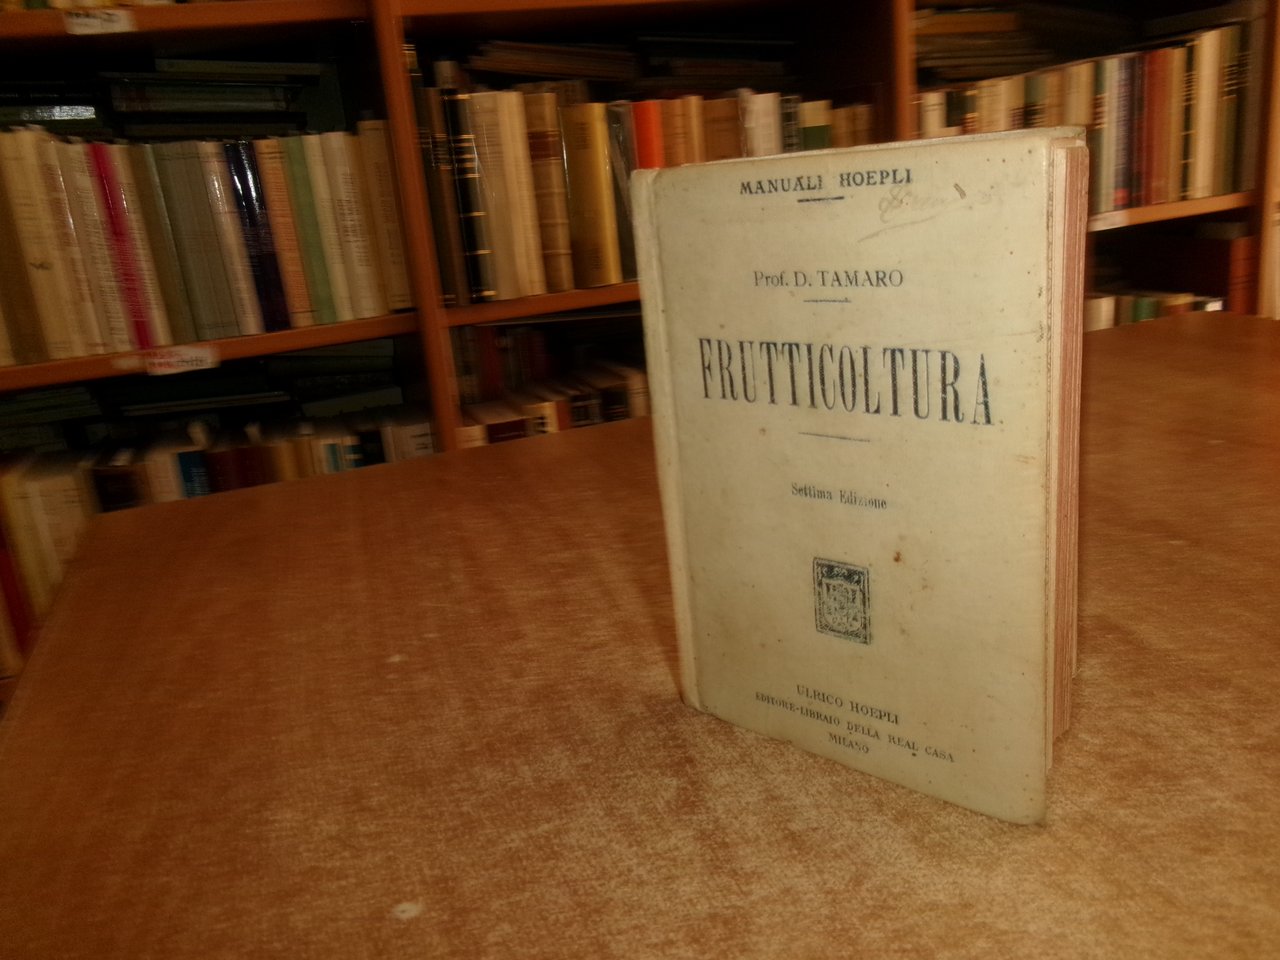 MANUALI HOEPLI
Prof. D. TAMARO
FRUTTICOLTURA
Settima Edizione
ULRICO HOEPLI
EDITORE-LIBRAIO DELLA REAL CASA
MILANO